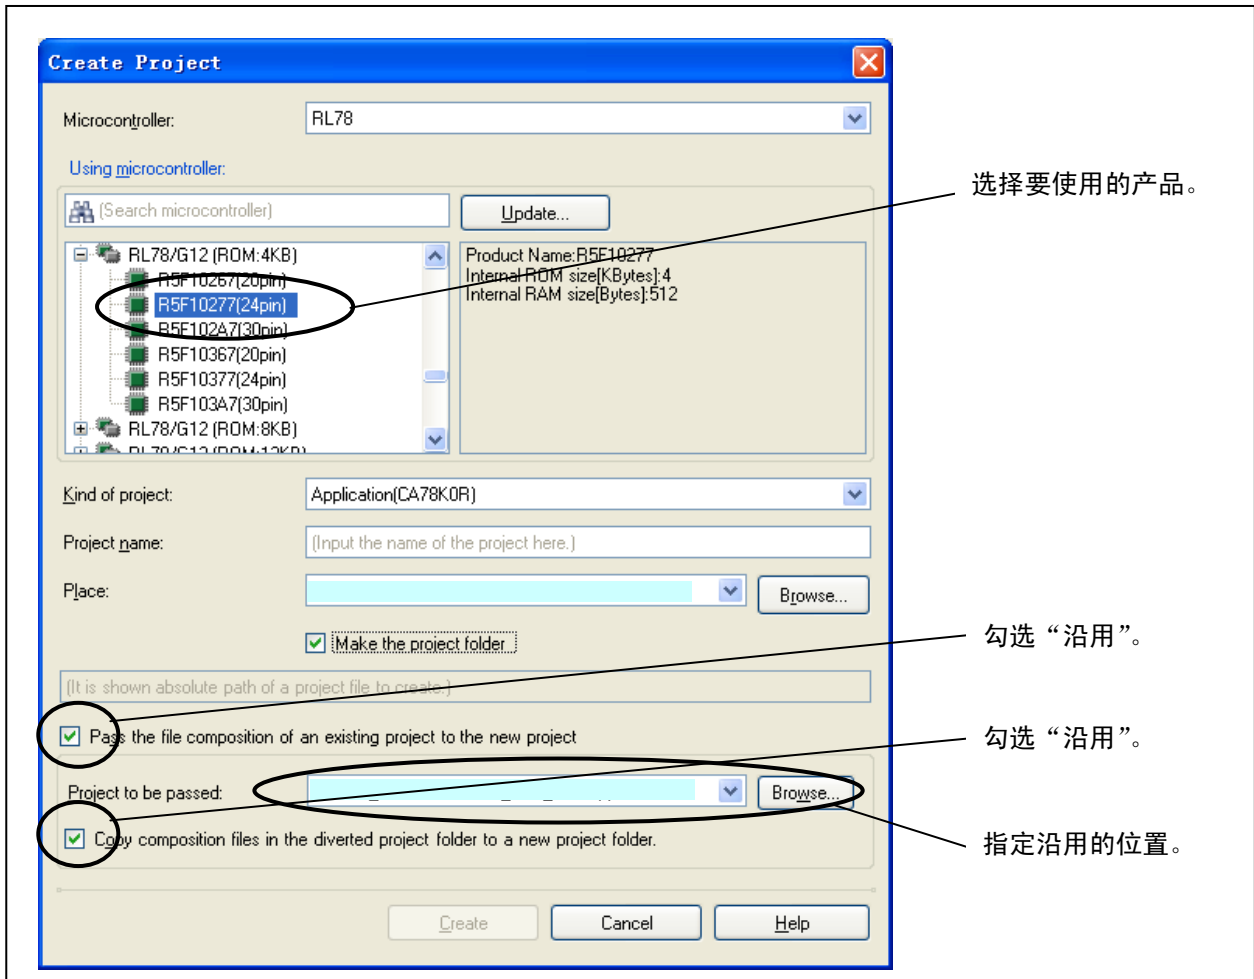 Create Project
Microcontroller:
RL78
Using microcontroller:
选择要使用的产品。
(Search microcontroller)
Update...
RL78/G12 (ROM:4KB)
R5F10267(20pin)
R5F10277(24pin)
R5F102A7(30pin)
R5F10367(20pin)
R5F10377(24pin)
R5F103A7(30pin)
RL78/G12 (ROM:8KB)
RL78/G12 (ROM:12KB)
Product Name:R5F10277
Internal ROM size[KBytes]:4
Internal RAM size[Bytes]:512
Kind of project:
Application(CA78K0R)
Project name:
(Input the name of the project here.)
Place:
Browse...
Make the project folder
勾选“沿用”。
(It is shown absolute path of a project file to create.)
Pass the file composition of an existing project to the new project
勾选“沿用”。
Project to be passed:
Browse...
Copy composition files in the diverted project folder to a new project folder.
指定沿用的位置。
Create
Cancel
Help